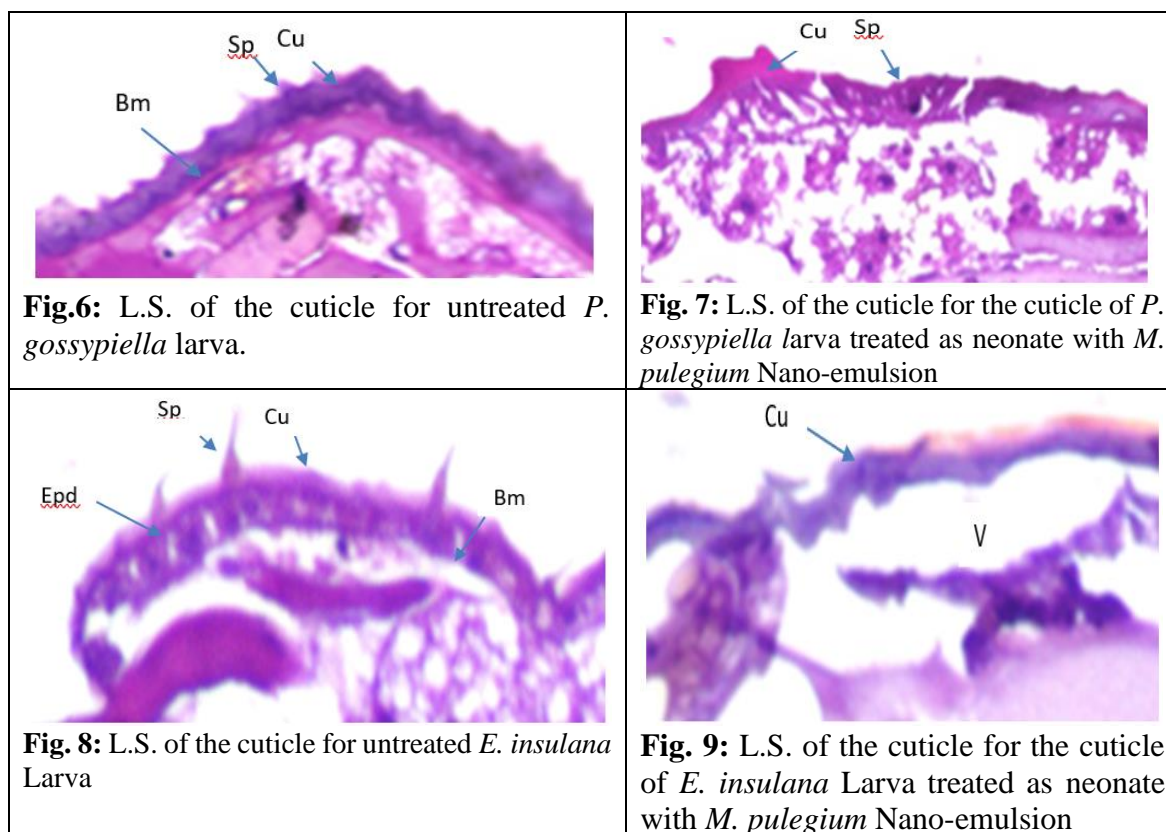 Sp Cu
Bm
Fig.6: L.S. of the cuticle for untreated P.
gossypiella larva.
Cu Sp
Fig. 7: L.S. of the cuticle for the cuticle of P.
gossypiella larva treated as neonate with M.
pulegium Nano-emulsion
Sp Cu
Epd
Bm
Fig. 8: L.S. of the cuticle for untreated E. insulana
Larva
Cu
V
Fig. 9: L.S. of the cuticle for the cuticle
of E. insulana Larva treated as neonate
with M. pulegium Nano-emulsion